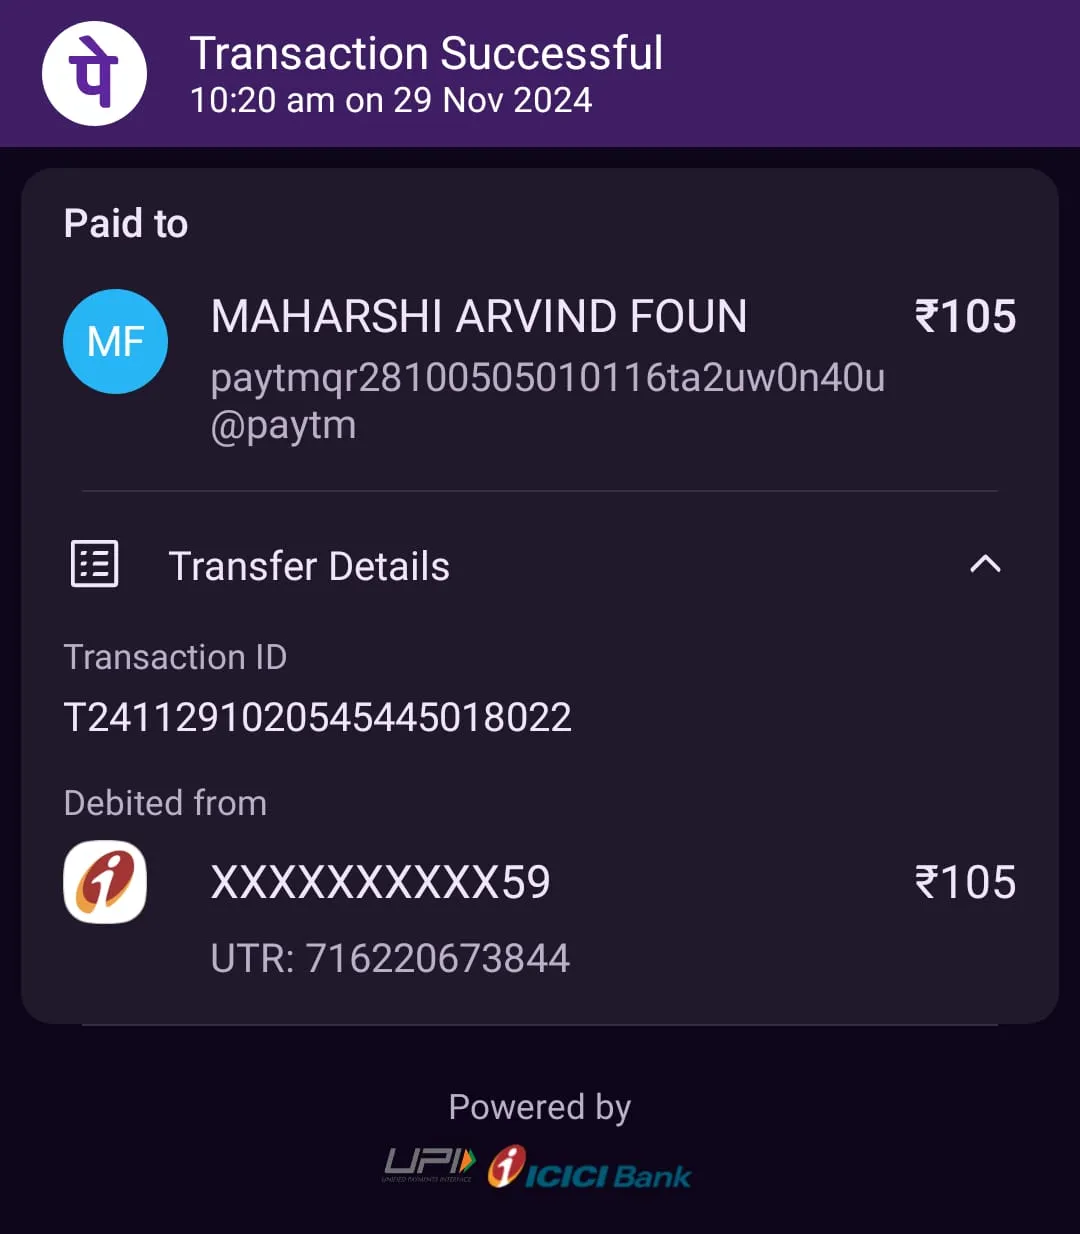 पे
Transaction Successful
10:20 am on 29 Nov 2024
Paid to
MF
MAHARSHI ARVIND FOUN
₹105
paytmqr28100505010116ta2uw0n40u
@paytm
Transfer Details
Transaction ID
T2411291020545445018022
Debited from
XXXXXXXXXX59
₹105
UTR: 716220673844
Powered by
UPI
UNIFIED PAYMENTS INTERFACE
ICICI Bank